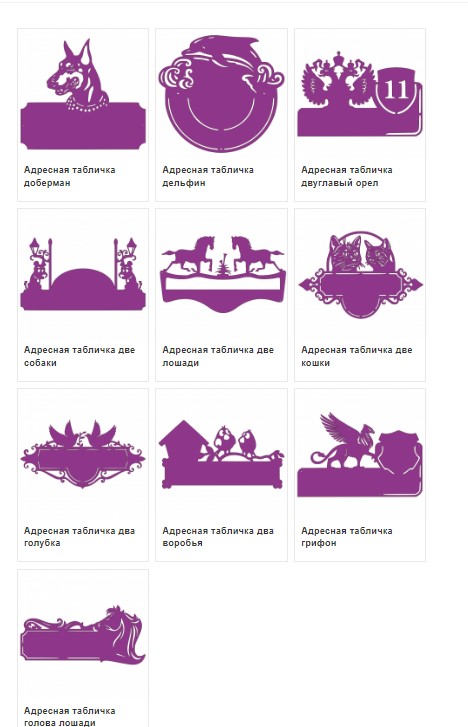 Адресная табличка
доберман
Адресная табличка
дельфин
11
Адресная табличка
двуглавый орел
Адресная табличка две
собаки
Адресная табличка две
лошади
Адресная табличка две
кошки
Адресная табличка два
голубка
Адресная табличка два
воробья
Адресная табличка
грифон
Адресная табличка
голова лошади